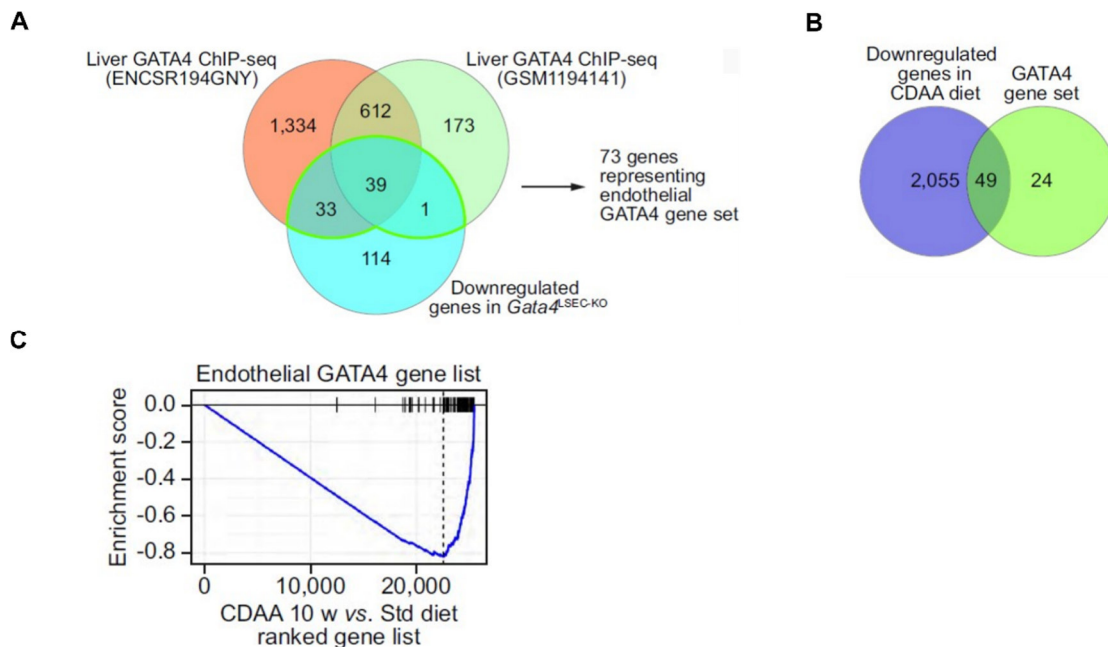 A
Liver GATA4 ChIP-seq
(ENCSR194GNY)
Liver GATA4 ChIP-seq
(GSM1194141)
1,334
612
173
39
33
1
114
73 genes
representing
endothelial
GATA4 gene set
Downregulated
genes in Gata4LSEC-KO
B
Downregulated
genes in
CDAA diet
GATA4
gene set
2,055
49
24
C
Endothelial GATA4 gene list
Enrichment score
0.0
-0.2
-0.4
-0.6
-0.8
0
10,000
20,000
CDAA 10 w vs. Std diet
ranked gene list